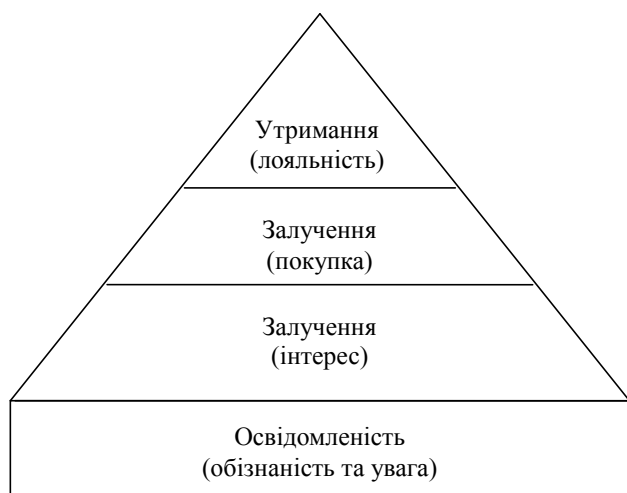 Утримання
(лояльність)
Залучення
(покупка)
Залучення
(інтерес)
Освідомленість
(обізнаність та увага)